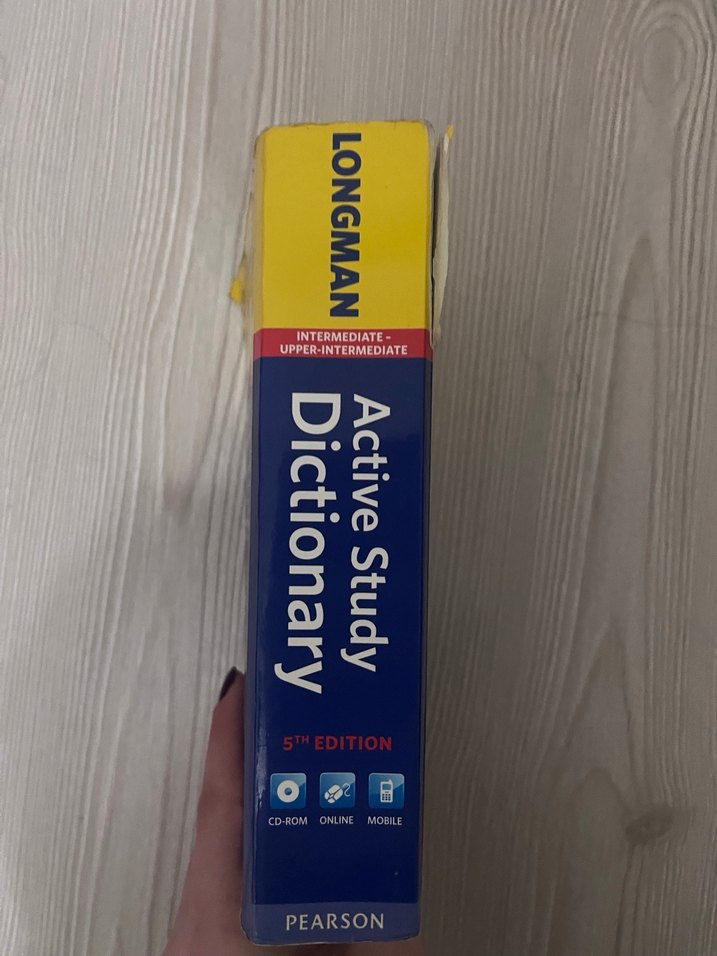 LONGMAN
INTERMEDIATE -
UPPER-INTERMEDIATE
Active Study
Dictionary
5TH EDITION
CD-ROM ONLINE MOBILE
PEARSON